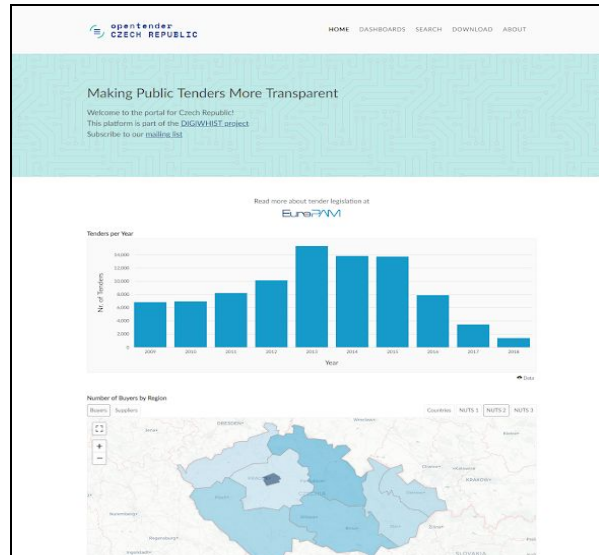 opentender
CZECH REPUBLIC
HOME DASHBOARDS SEARCH DOWNLOAD ABOUT
Making Public Tenders More Transparent
Welcome to the portal for Czech Republic!
This platform is part of the DIGIWHIST project
Subscribe to our mailing list
Read more about tender legislation at
EuroPAM
Tenders per Year
14,000
12,000
10,000
8,000
6,000
4,000
2,000
0
Nr. of Tenders
2009 2010 2011 2012 2013 2014 2015 2016 2017 2018
Year
Data
Number of Buyers by Region
Buyers Suppliers
Countries NUTS 1 NUTS 2 NUTS 3
+
−
DRESDEN
Jena
KRAKÓW
Nuremberg
Regensburg
Ingolstadt
SLOVAKIA